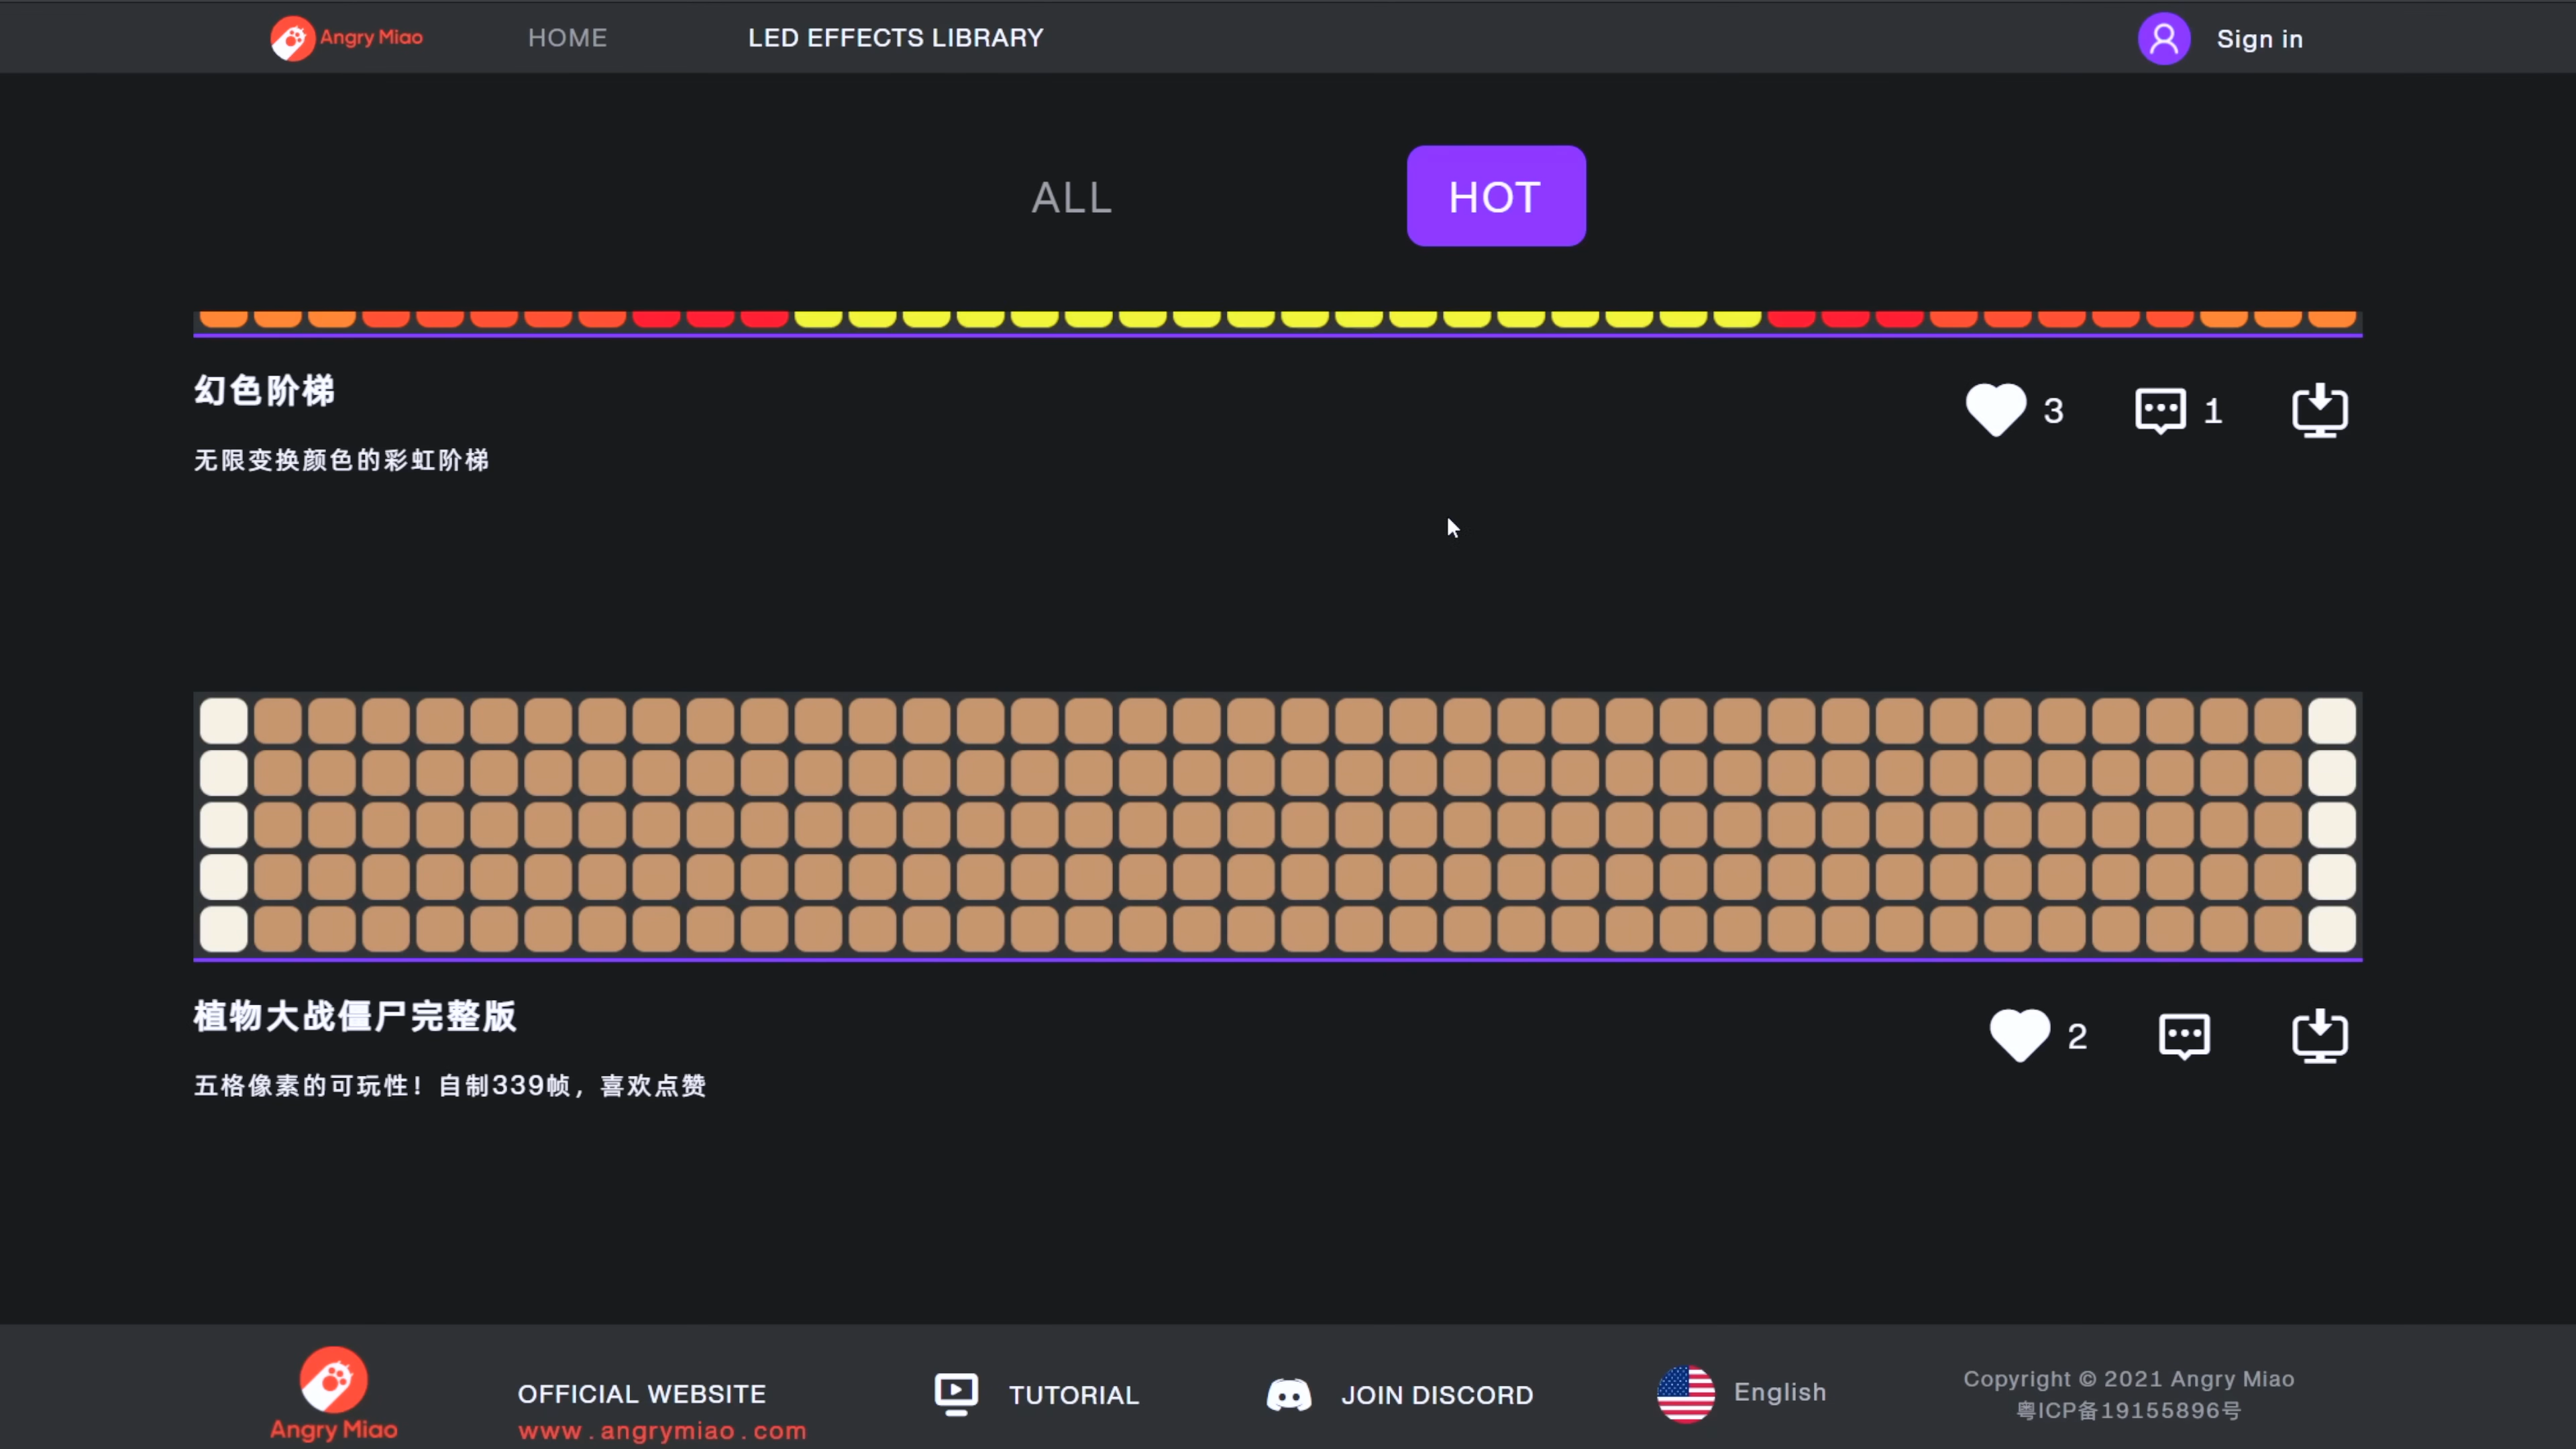 Angry Miao
HOME
LED EFFECTS LIBRARY
Sign in
ALL
HOT
幻色阶梯
3
1
无限变换颜色的彩虹阶梯
植物大战僵尸完整版
2
五格像素的可玩性！自制339帧，喜欢点赞
Angry Miao
OFFICIAL WEBSITE
www.angrymiao.com
TUTORIAL
JOIN DISCORD
English
Copyright © 2021 Angry Miao
粤ICP备19155896号